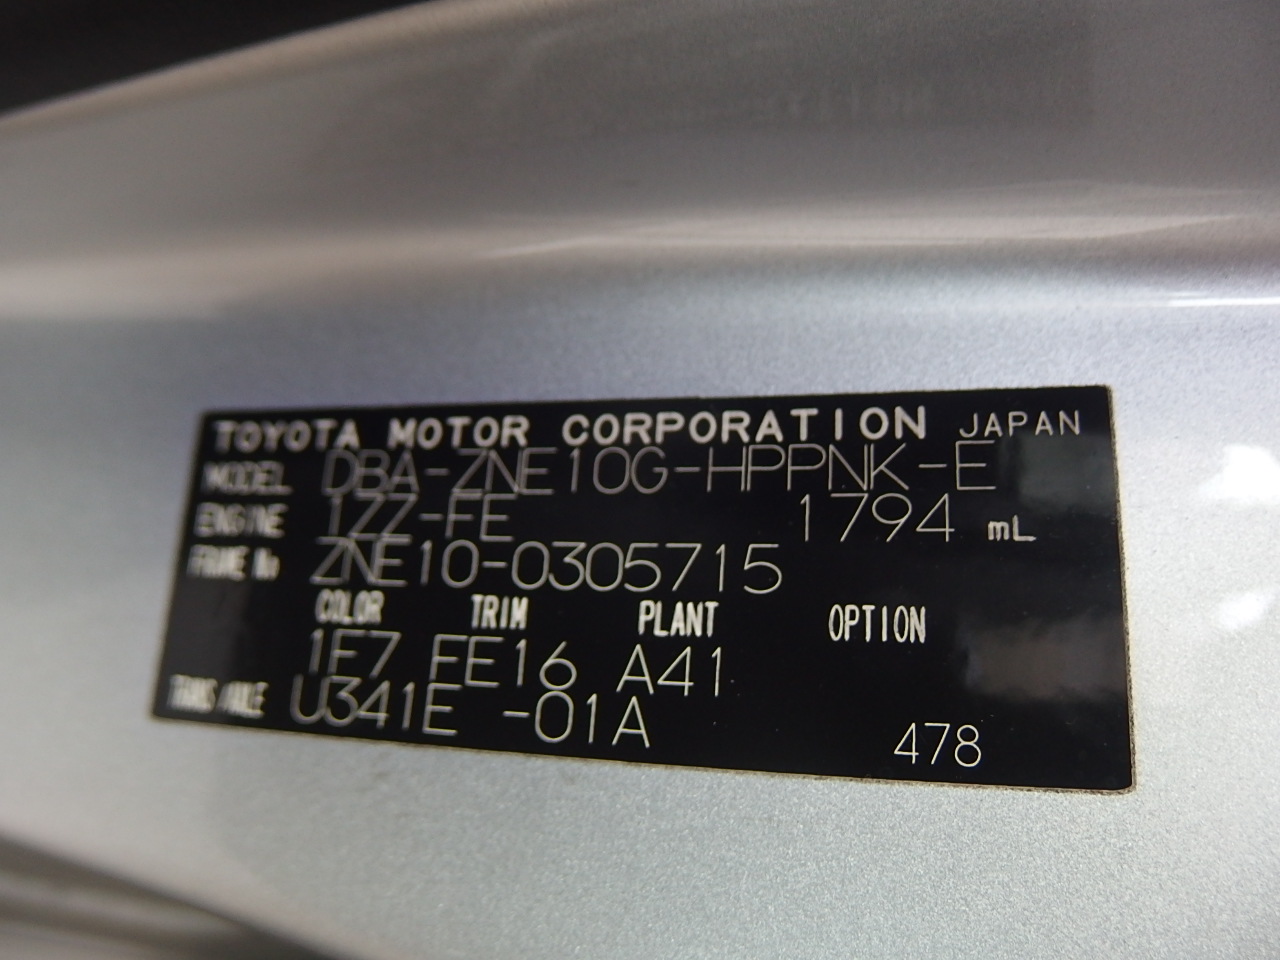 TOYOTA MOTOR CORPORATION JAPAN
MODEL DBA-ZNE10G-HPPNK-E
ENGINE 1ZZ-FE 1794 mL
FRAME No ZNE10-0305715
COLOR TRIM PLANT OPTION
1F7 FE16 A41
TRANS/AXLE U341E -01A
478